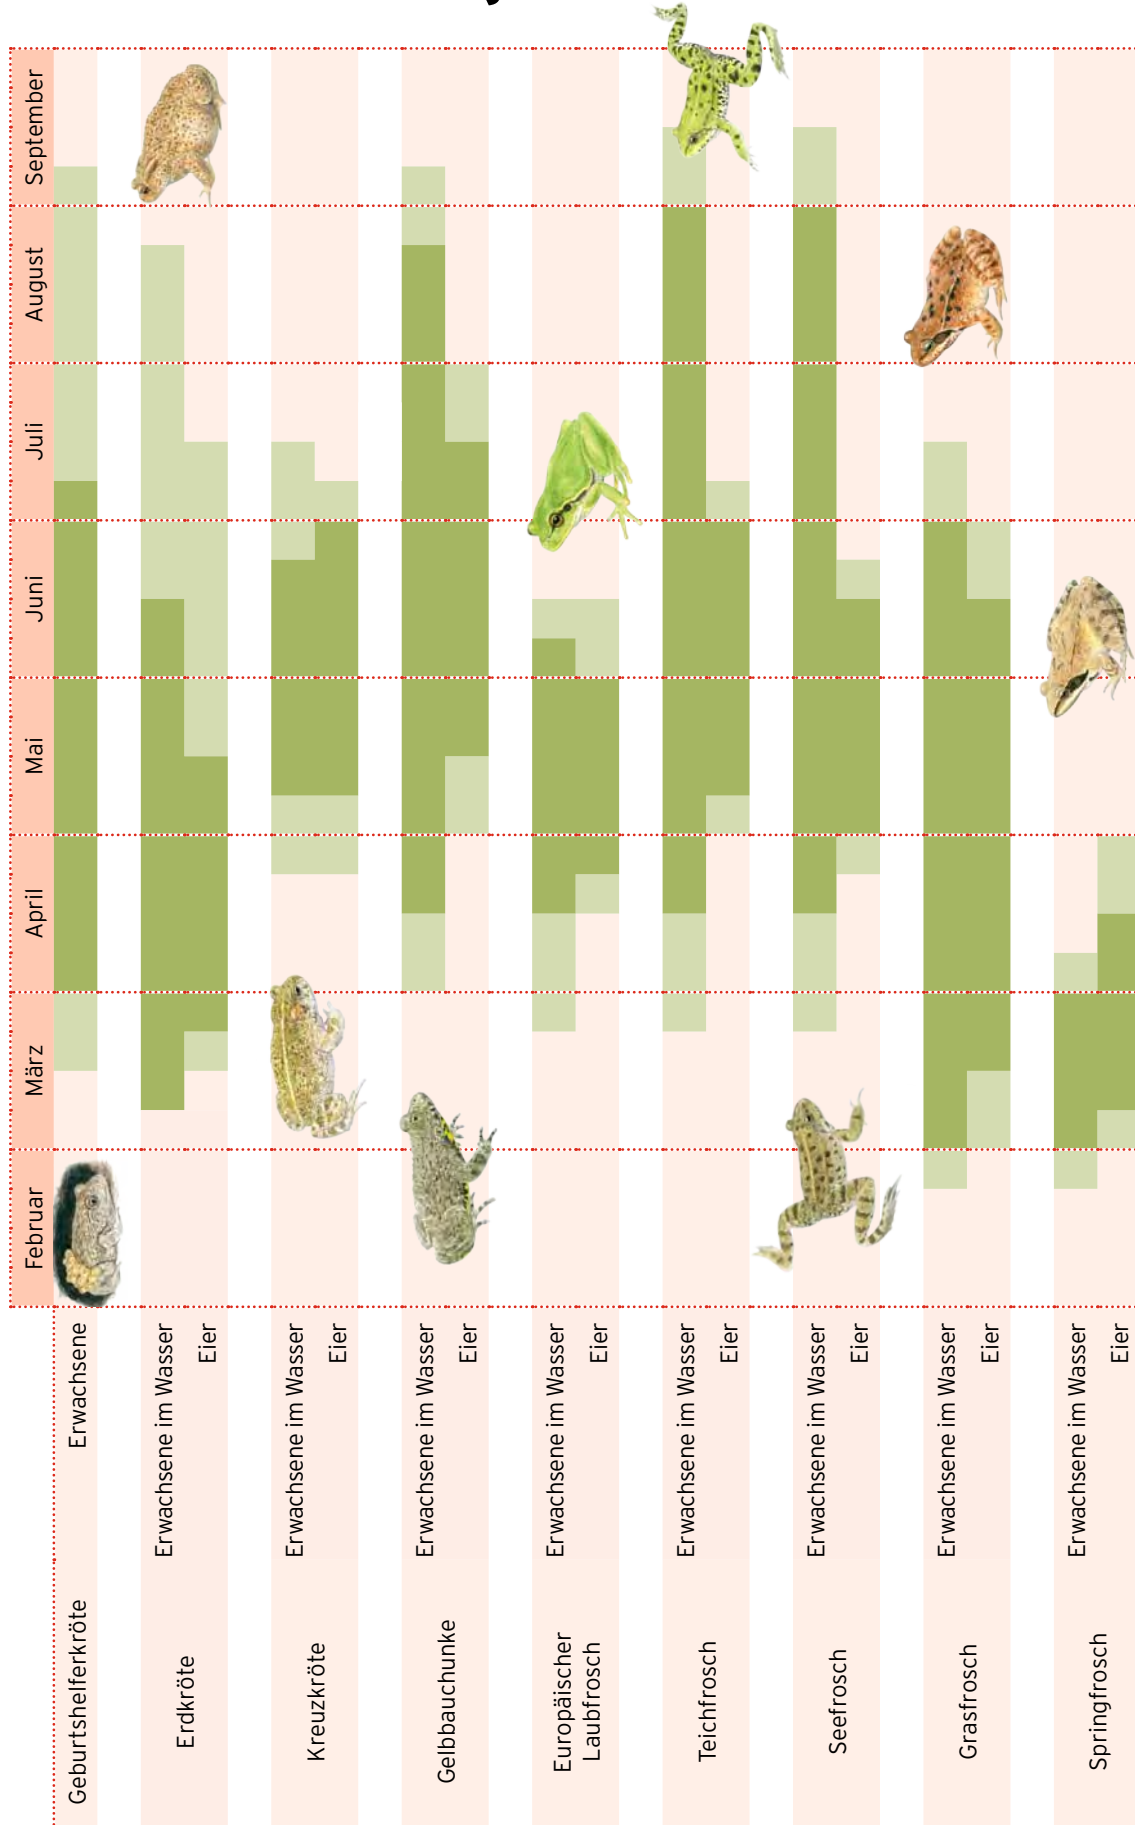 Februar
März
April
Mai
Juni
Juli
August
September
Geburtshelferkröte
Erwachsene
Erdkröte
Erwachsene im Wasser
Eier
Kreuzkröte
Erwachsene im Wasser
Eier
Gelbbauchunke
Erwachsene im Wasser
Eier
Europäischer
Laubfrosch
Erwachsene im Wasser
Eier
Teichfrosch
Erwachsene im Wasser
Eier
Seefrosch
Erwachsene im Wasser
Eier
Grasfrosch
Erwachsene im Wasser
Eier
Springfrosch
Erwachsene im Wasser
Eier